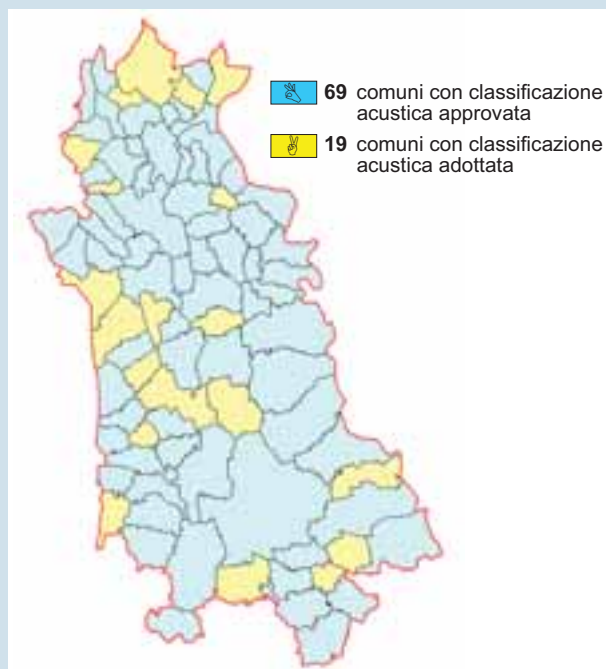 69 comuni con classificazione
acustica approvata
19 comuni con classificazione
acustica adottata